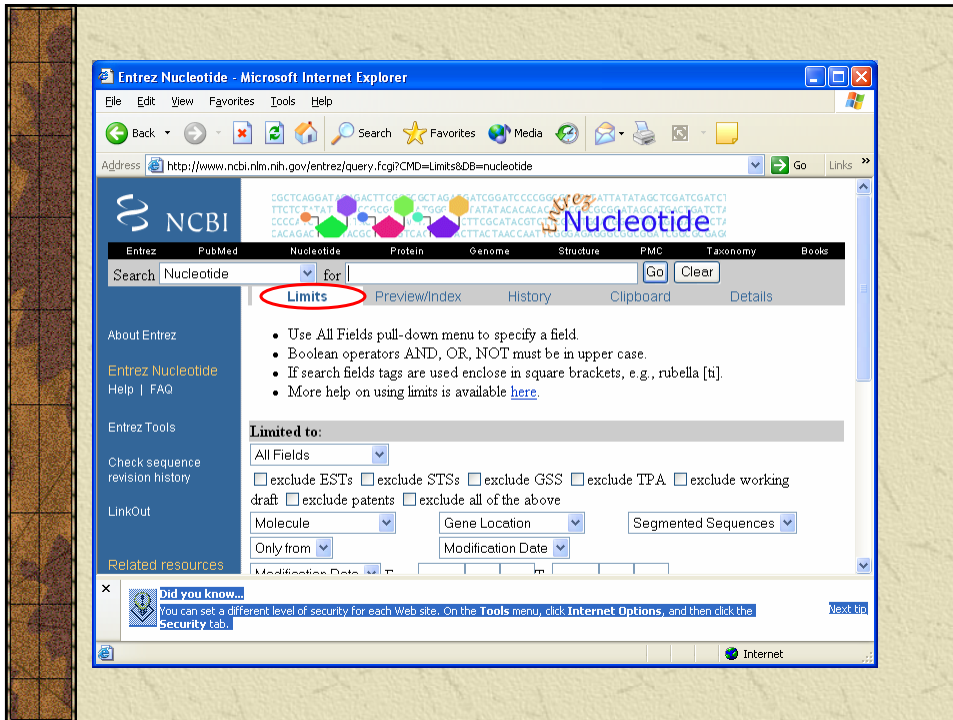 Entrez Nucleotide - Microsoft Internet Explorer
File Edit View Favorites Tools Help
Back Search Favorites Media
Address http://www.ncbi.nlm.nih.gov/entrez/query.fcgi?CMD=Limits&DB=nucleotide Go Links »
NCBI
Entrez Nucleotide
Entrez PubMed Nucleotide Protein Genome Structure PMC Taxonomy Books
Search Nucleotide for Go Clear
Limits Preview/Index History Clipboard Details
About Entrez
Entrez Nucleotide
Help | FAQ
Entrez Tools
Check sequence
revision history
LinkOut
Related resources
• Use All Fields pull-down menu to specify a field.
• Boolean operators AND, OR, NOT must be in upper case.
• If search fields tags are used enclose in square brackets, e.g., rubella [ti].
• More help on using limits is available here.
Limited to:
All Fields
exclude ESTs exclude STSs exclude GSS exclude TPA exclude working
draft exclude patents exclude all of the above
Molecule Gene Location Segmented Sequences
Only from Modification Date
Modification Date
Did you know...
You can set a different level of security for each Web site. On the Tools menu, click Internet Options, and then click the
Security tab.
Next tip
Internet